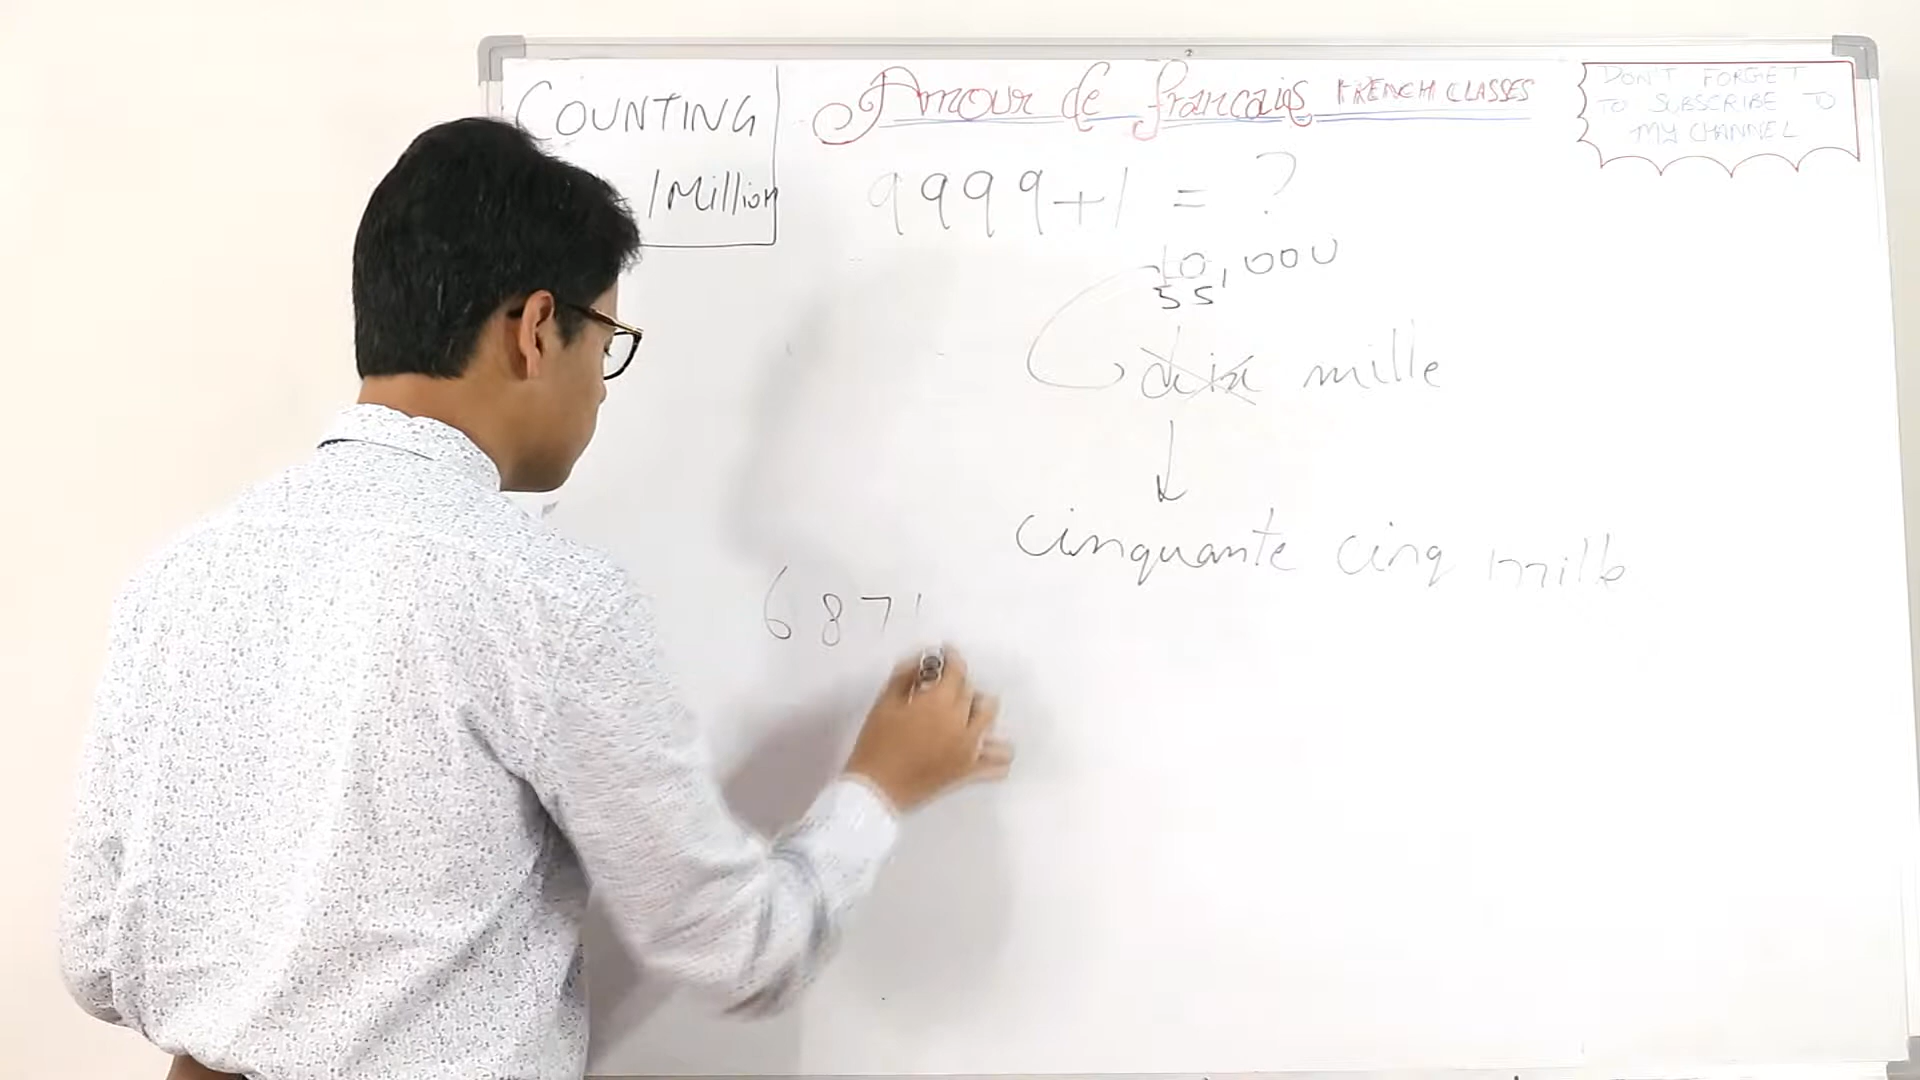 COUNTING
1 Million
Amour de francais FRENCH CLASSES
DON'T FORGET
TO SUBSCRIBE TO
MY CHANNEL
9999+1 = ?
10,000
55
dix mille
cinquante cinq mille
687